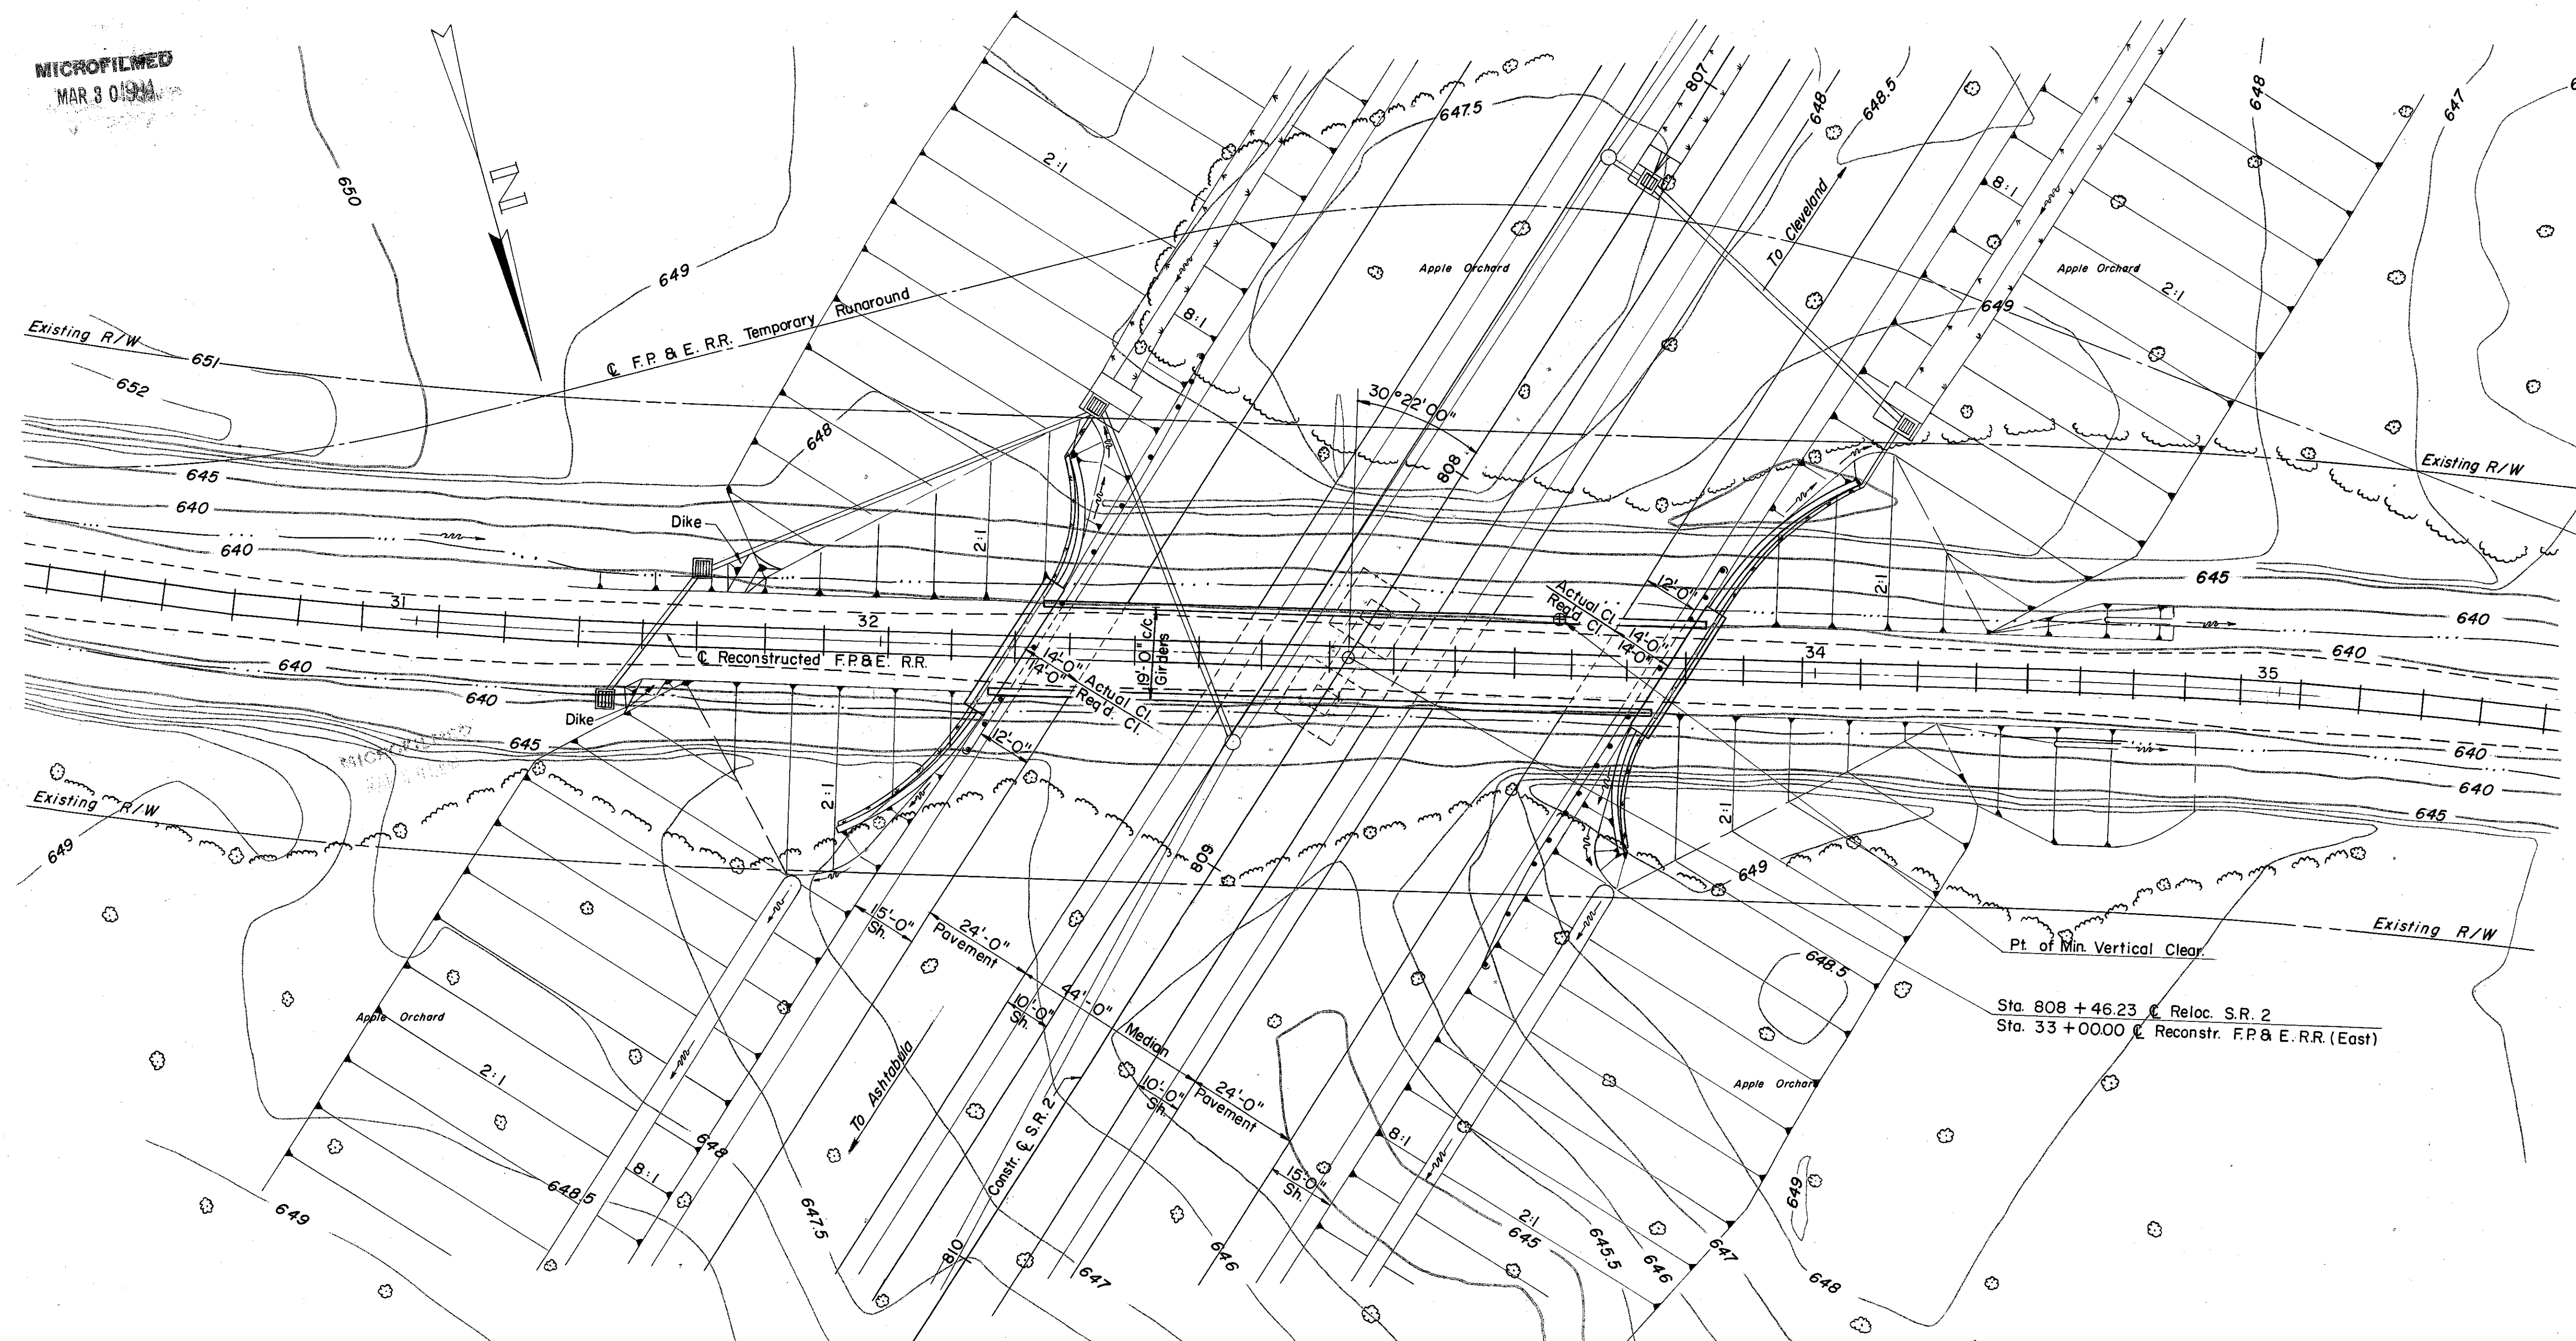 MICROFILMED
MAR 30
N
650
649
Existing R/W
651
652
℄ F.P. & E. R.R. Temporary Runaround
2:1
8:1
647.5
807
648
648.5
To Cleveland
Apple Orchard
8:1
Apple Orchard
2:1
649
648
647
30°22'00"
808
648
645
640
Dike
640
2:1
Existing R/W
645
640
2:1
12'-0"
Actual Cl. 14'-0"
Req'd Cl. 14'-0"
31
32
℄ Reconstructed F.P.& E. R.R.
19'-0" c/c
Girders
14'-0" Actual Cl.
14'-0" Req'd. Cl.
34
35
640
640
640
Dike
645
12'-0"
2:1
MICROFILMED
Existing R/W
649
809
2:1
649
640
640
645
Existing R/W
Pt. of Min. Vertical Clear.
Sta. 808 + 46.23 ℄ Reloc. S.R. 2
Sta. 33 + 00.00 ℄ Reconstr. F.P. & E. R.R. (East)
648.5
15'-0"
Sh.
24'-0"
Pavement
10'-0"
Sh.
44'-0"
Median
10'-0"
Sh.
24'-0"
Pavement
15'-0"
Sh.
Apple Orchard
2:1
8:1
To Ashtabula
Constr. ℄ S.R. 2
810
Apple Orchard
8:1
2:1
649
648.5
648
647.5
647
646
645
645.5
646
647
648
649